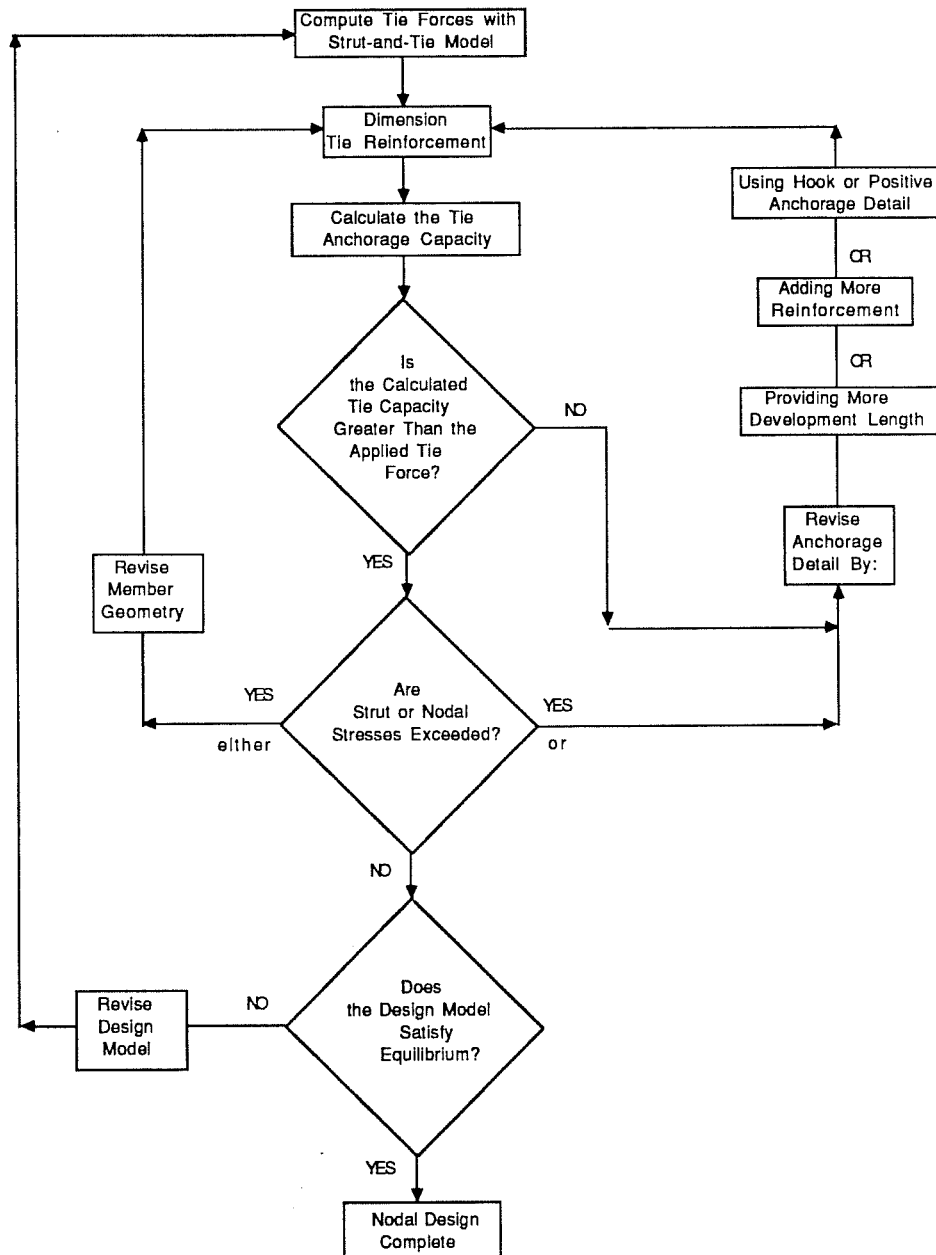 Compute Tie Forces with
Strut-and-Tie Model
Dimension
Tie Reinforcement
Using Hook or Positive
Anchorage Detail
Calculate the Tie
Anchorage Capacity
OR
Adding More
Reinforcement
OR
Is
the Calculated
Tie Capacity
Greater Than the
Applied Tie
Force?
NO
Providing More
Development Length
Revise
Anchorage
Detail By:
YES
Revise
Member
Geometry
YES
either
Are
Strut or Nodal
Stresses Exceeded?
YES
or
NO
Does
the Design Model
Satisfy
Equilibrium?
NO
Revise
Design
Model
YES
Nodal Design
Complete